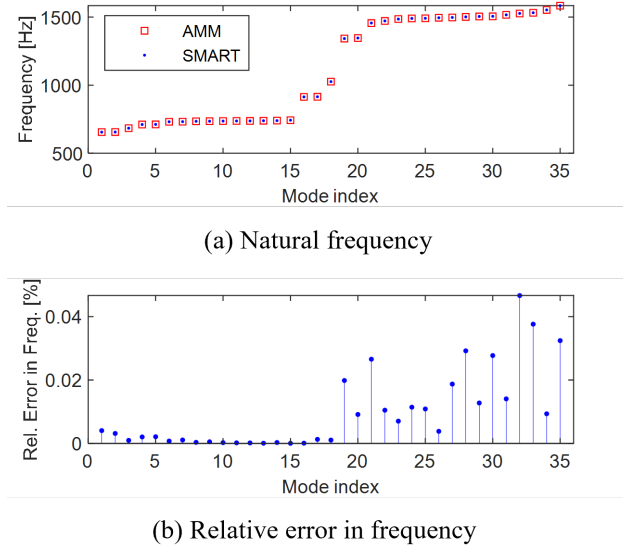 1500
1000
500
Frequency [Hz]
AMM
SMART
0 5 10 15 20 25 30 35
Mode index
(a) Natural frequency
0.04
0.02
0
Rel. Error in Freq. [%]
0 5 10 15 20 25 30 35
Mode index
(b) Relative error in frequency